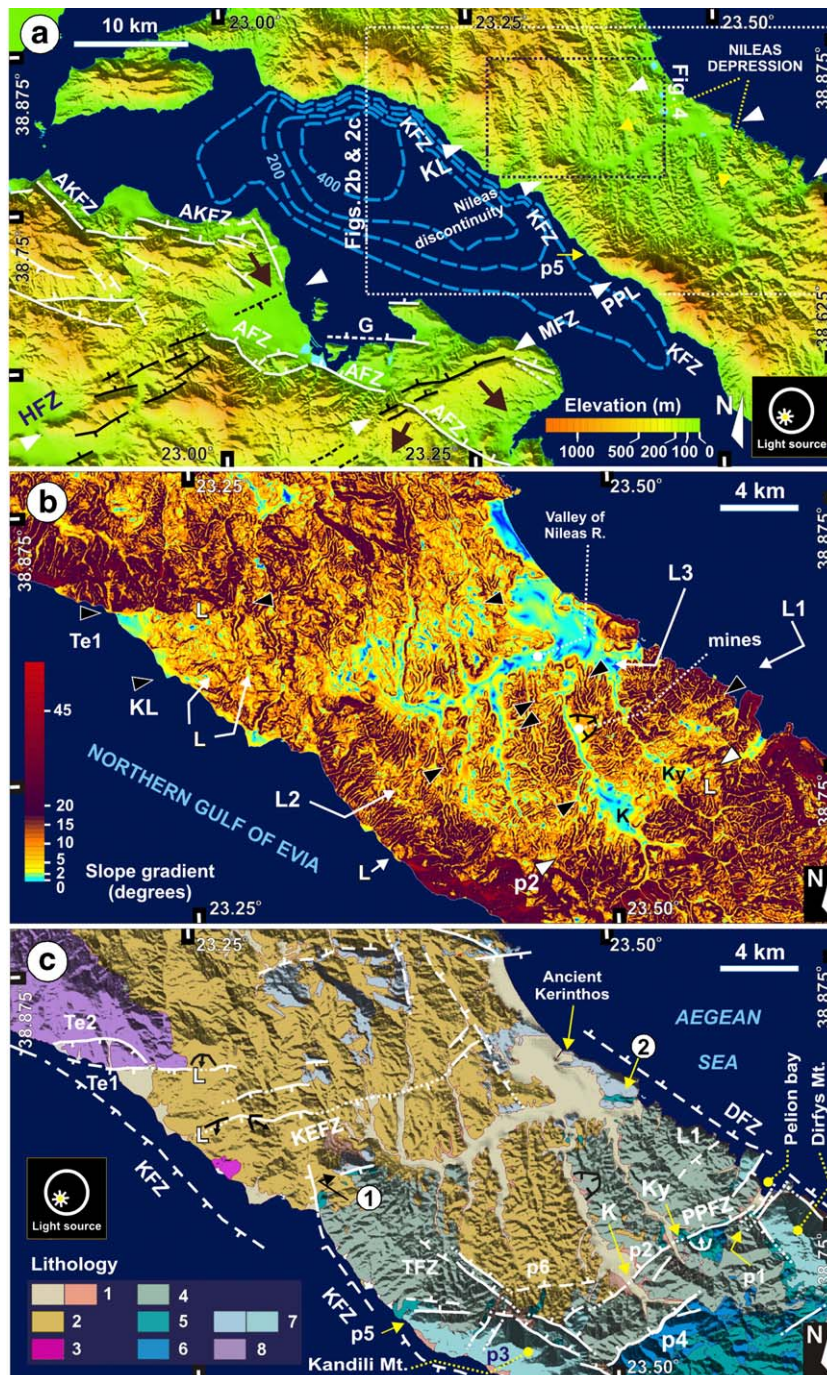 a
10 km
23.00
23.25
23.50°
NILEAS
DEPRESSION
38.875°
38.875°
Fig. 4
Figs. 2b & 2c
KFZ
KL
200
400
Nileas
discontinuity
KFZ
AKFZ
AKFZ
38.75°
p5
38.625°
PPL
G
MFZ
KFZ
AFZ
AFZ
AFZ
HFZ
23.00
23.25
Elevation (m)
1000
500
200
100
0
N
Light source
b
23.25
23.50°
4 km
Valley of
Nileas R.
38.875°
L3
L1
mines
L
Te1
KL
L
45
Ky
L
38.75°
K
L2
NORTHERN GULF OF EVIA
20
15
10
5
2
0
L
p2
Slope gradient
(degrees)
N
23.25°
23.50°
c
23.25
23.50°
4 km
38.875°
Ancient
Kerinthos
AEGEAN
SEA
Te2
2
Te1
L
DFZ
Pelion bay
Dirfys Mt.
L
KEFZ
L1
KFZ
1
Ky
PPFZ
Light source
K
p2
38.75°
TFZ
p6
p1
Lithology
1
2
3
4
5
6
7
8
KFZ
p5
p3
p4
Kandili Mt.
23.50°
N